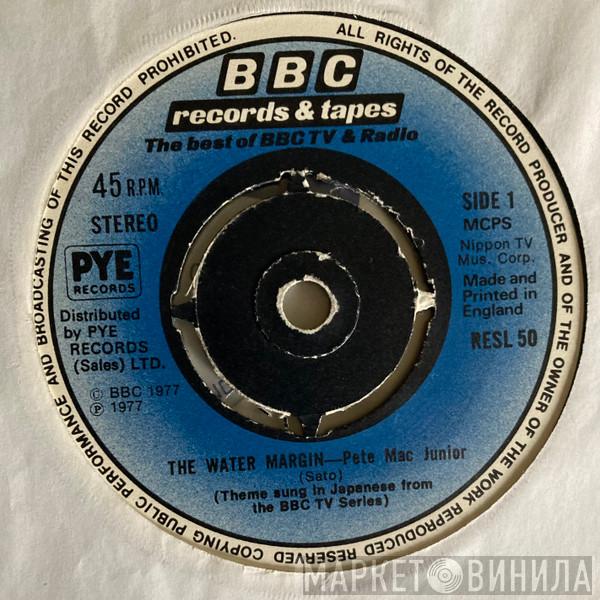 ALL RIGHTS OF THE RECORD PRODUCER AND OF THE OWNER OF THE WORK REPRODUCED RESERVED COPYING PUBLIC PERFORMANCE AND BROADCASTING OF THIS RECORD PROHIBITED.
BBC
records & tapes
The best of BBC TV & Radio
45 R.P.M.
STEREO
PYE
RECORDS
Distributed
by PYE
RECORDS
(Sales) LTD.
© BBC 1977
℗ 1977
SIDE 1
MCPS
Nippon TV
Mus. Corp.
Made and
Printed in
England
RESL 50
THE WATER MARGIN—Pete Mac Junior
(Sato)
(Theme sung in Japanese from
the BBC TV Series)
МАРКЕТ ВИНИЛА